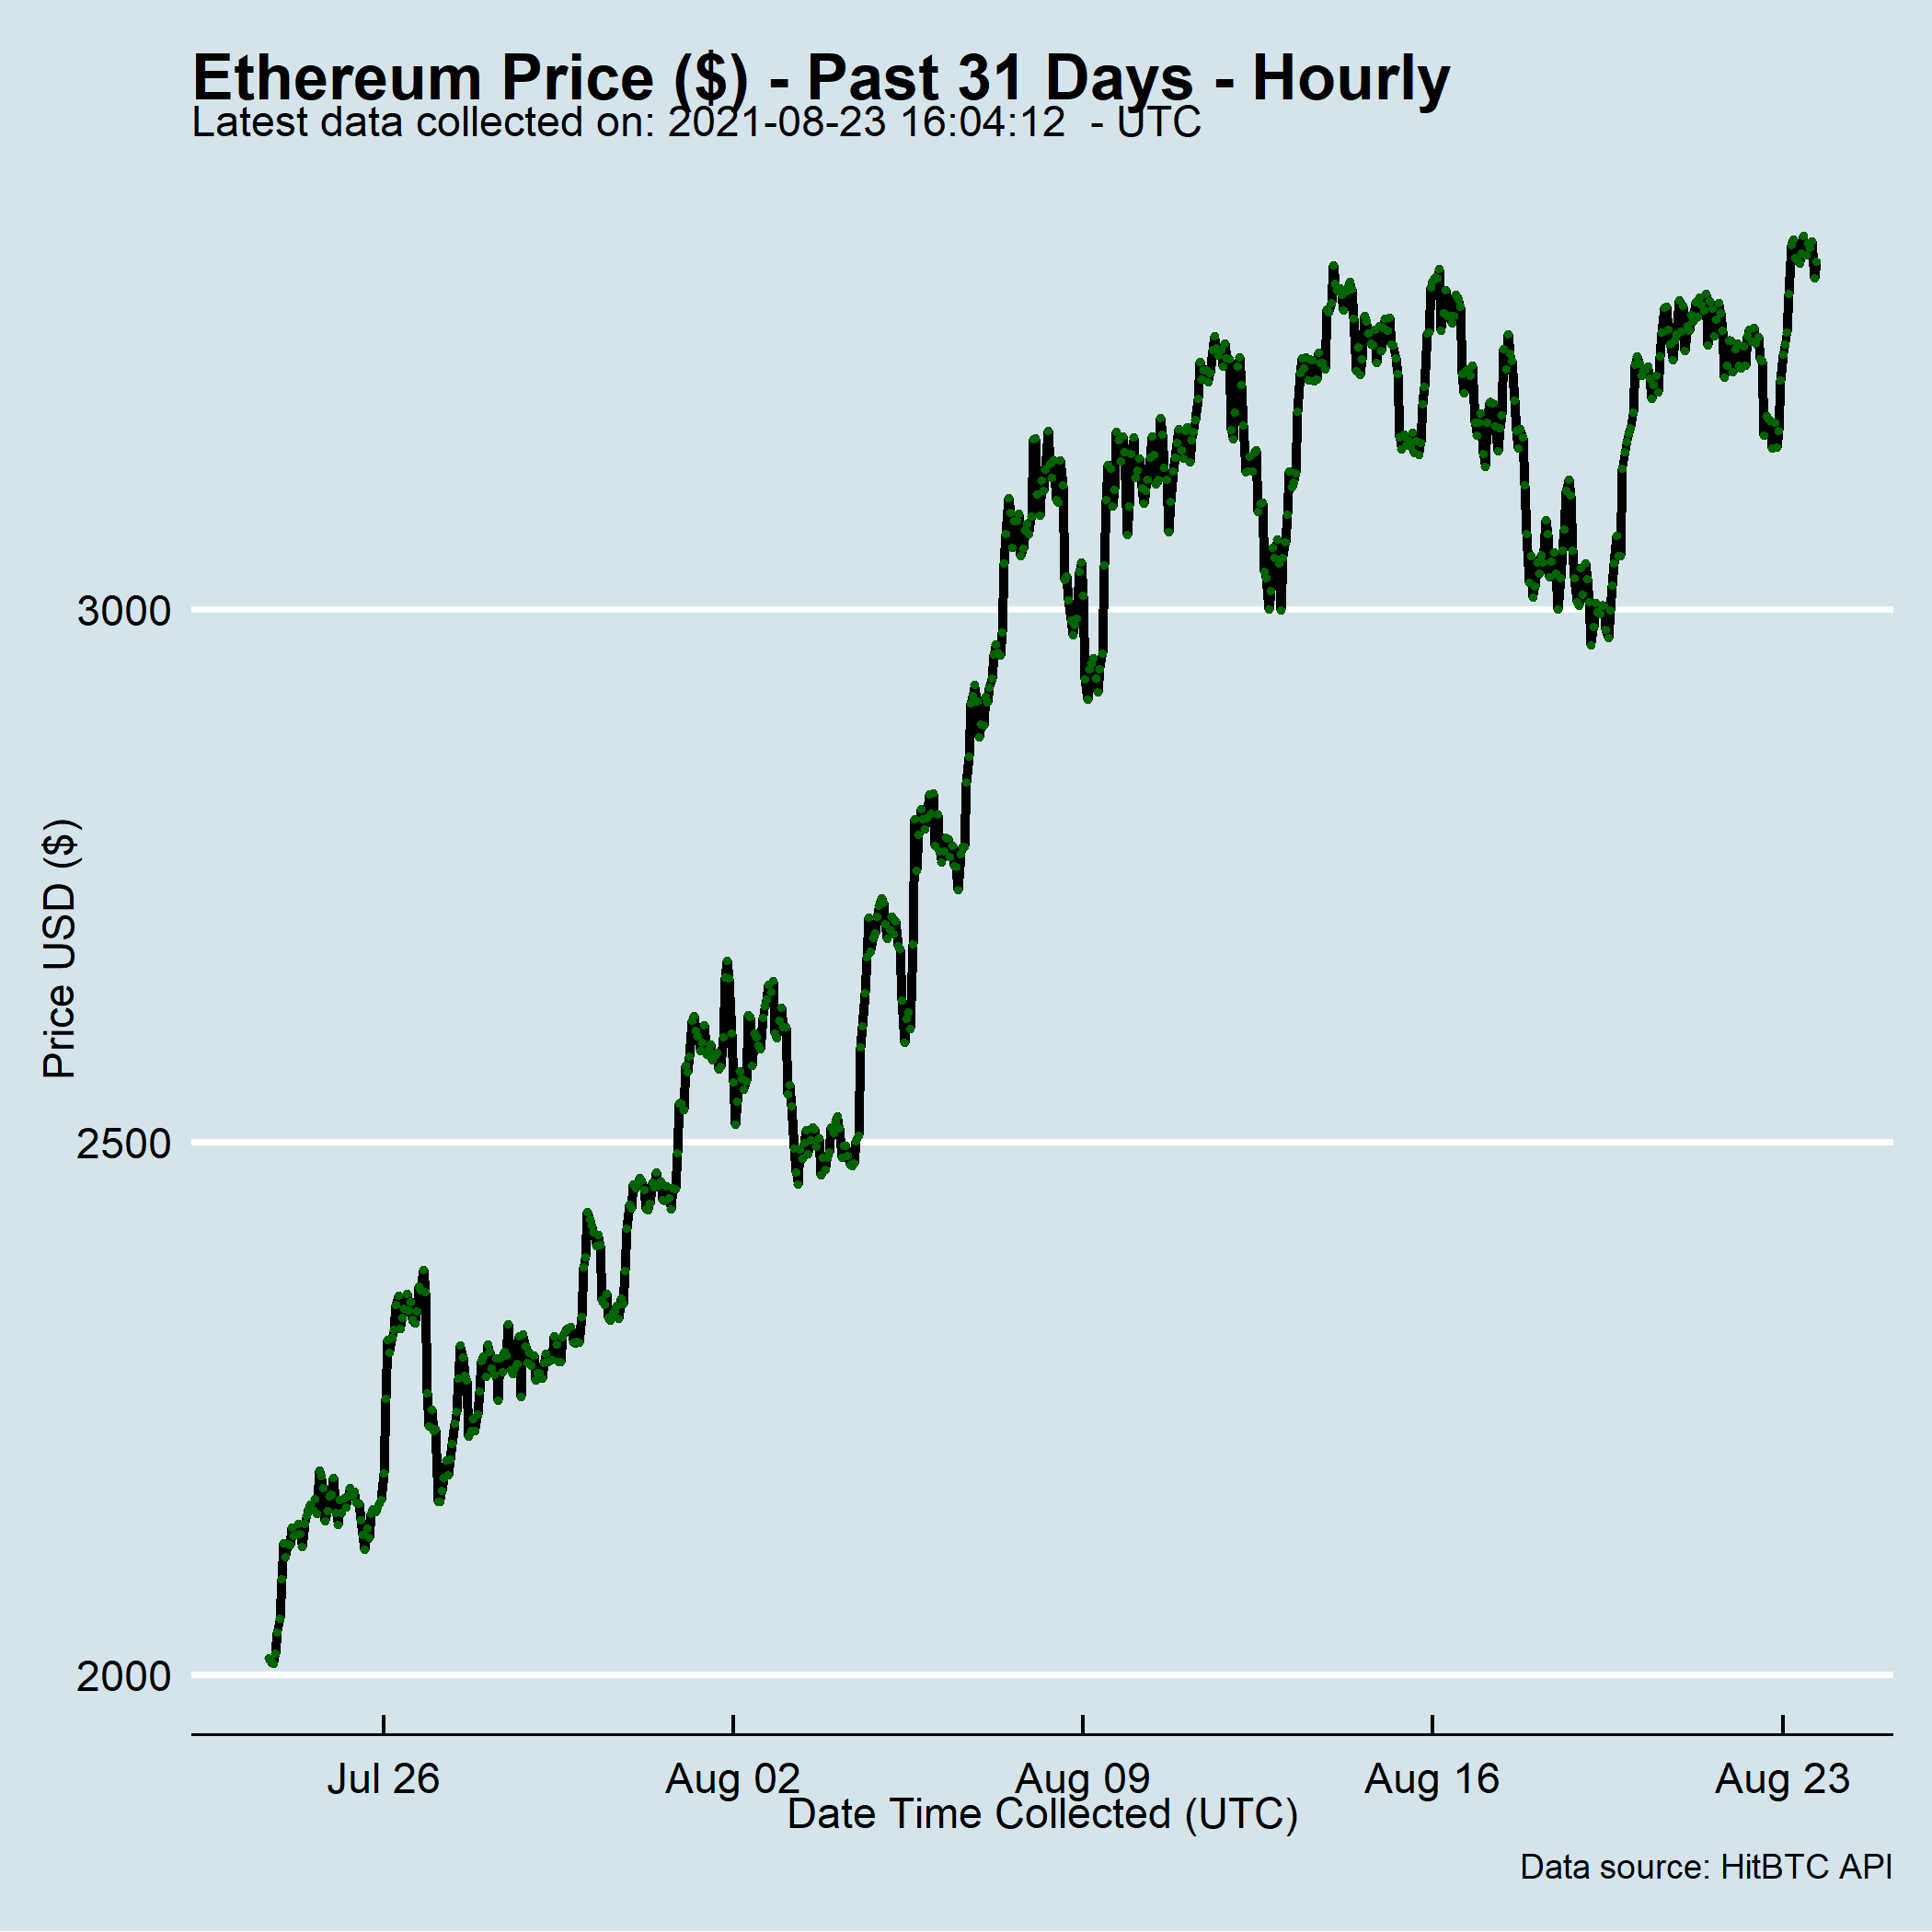 Ethereum Price ($) - Past 31 Days - Hourly
Latest data collected on: 2021-08-23 16:04:12  - UTC
Price USD ($)
3000
2500
2000
Jul 26
Aug 02
Aug 09
Aug 16
Aug 23
Date Time Collected (UTC)
Data source: HitBTC API